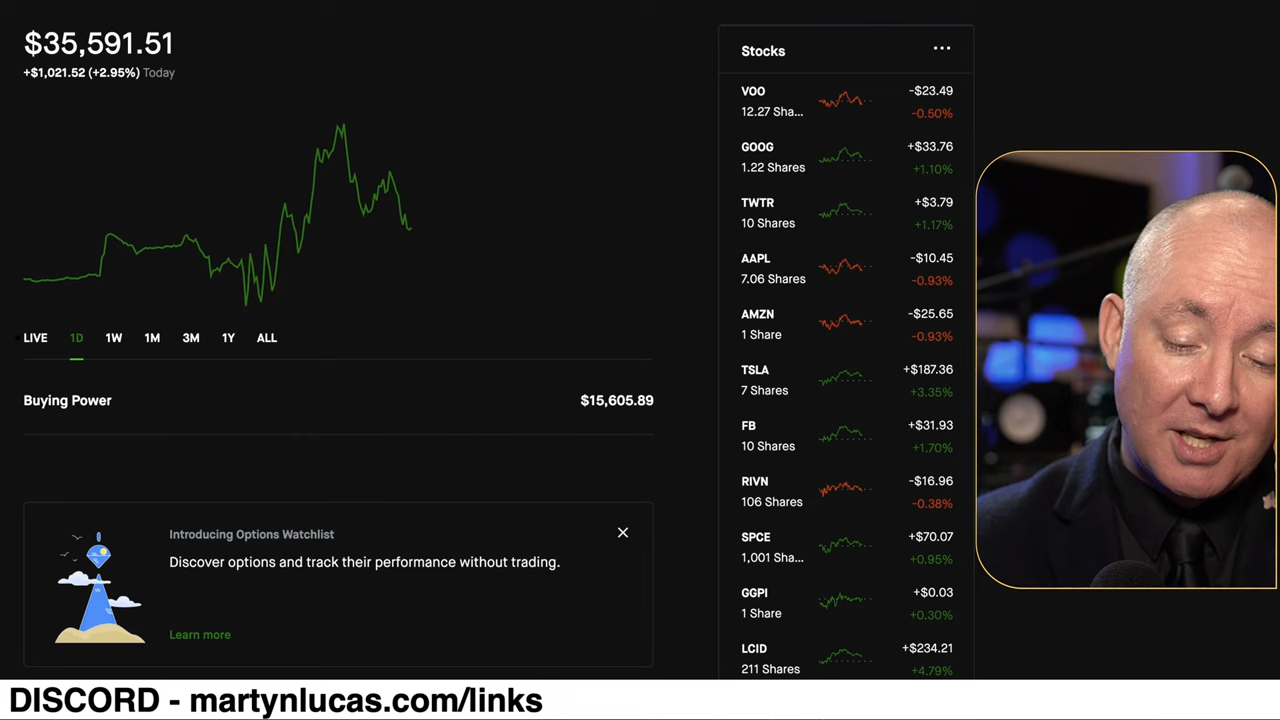 $35,591.51
+$1,021.52 (+2.95%) Today
LIVE 1D 1W 1M 3M 1Y ALL
Buying Power $15,605.89
Introducing Options Watchlist
Discover options and track their performance without trading.
Learn more
Stocks
VOO -$23.49
12.27 Sha... -0.50%
GOOG +$33.76
1.22 Shares +1.10%
TWTR +$3.79
10 Shares +1.17%
AAPL -$10.45
7.06 Shares -0.93%
AMZN -$25.65
1 Share -0.93%
TSLA +$187.36
7 Shares +3.35%
FB +$31.93
10 Shares +1.70%
RIVN -$16.96
106 Shares -0.38%
SPCE +$70.07
1,001 Sha... +0.95%
GGPI +$0.03
1 Share +0.30%
LCID +$234.21
211 Shares +4.79%
DISCORD - martynlucas.com/links